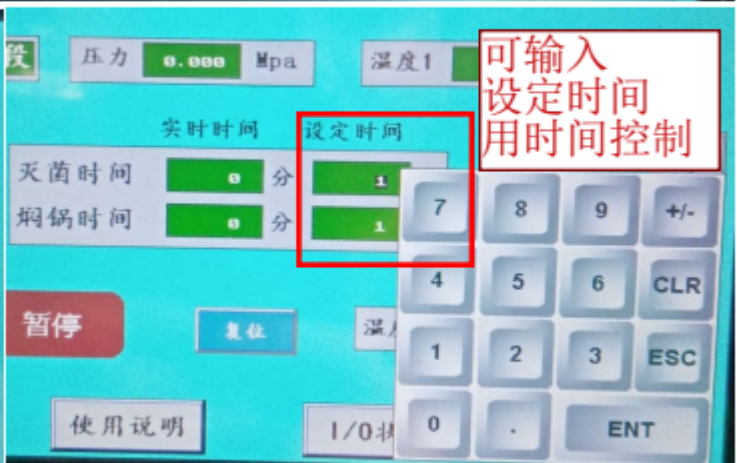 段 压力 0.000 Mpa 温度1
可输入
设定时间
用时间控制
实时时间 设定时间
灭菌时间 0 分 1
焖锅时间 0 分 1
7 8 9 +/-
4 5 6 CLR
1 2 3 ESC
0 . ENT
暂停 复位 温
使用说明 I/O状